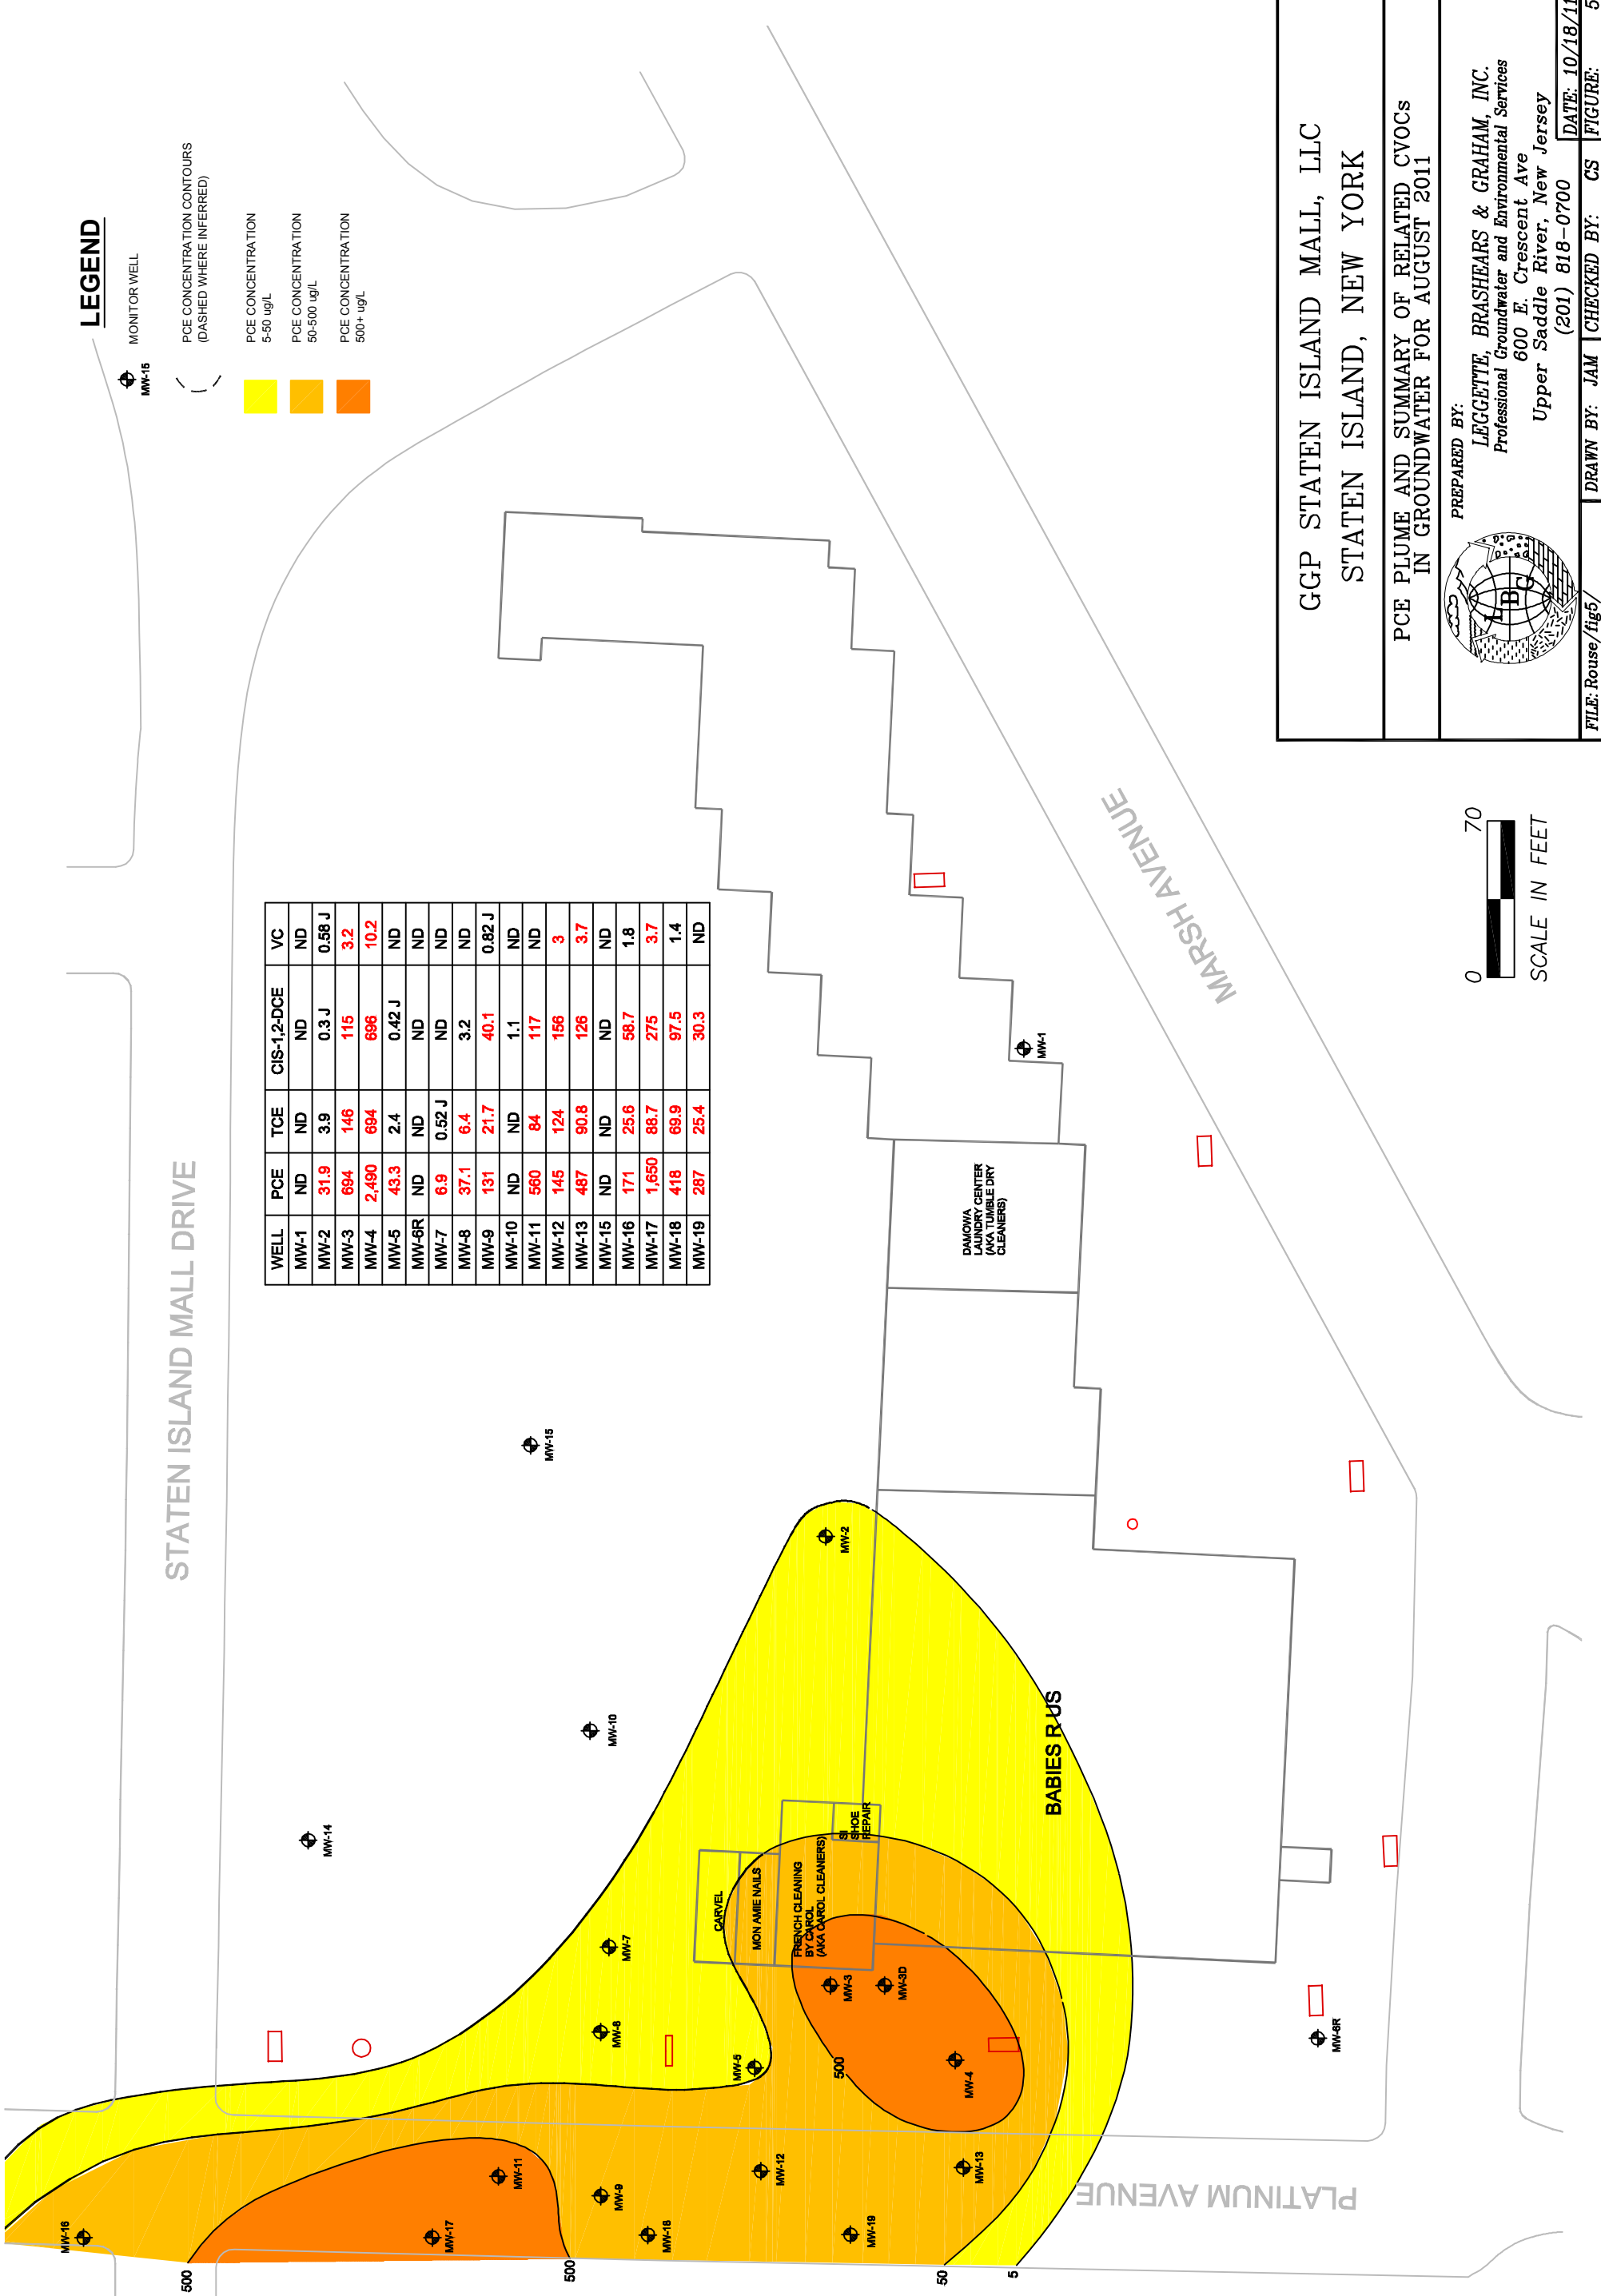 LEGEND
MW-15
MONITOR WELL
PCE CONCENTRATION CONTOURS
(DASHED WHERE INFERRED)
PCE CONCENTRATION
5-50 ug/L
PCE CONCENTRATION
50-500 ug/L
PCE CONCENTRATION
500+ ug/L
STATEN ISLAND MALL DRIVE
WELL PCE TCE CIS-1,2-DCE VC
MW-1 ND ND ND ND
MW-2 31.9 3.9 0.3 J 0.58 J
MW-3 694 146 115 3.2
MW-4 2,490 694 696 10.2
MW-5 43.3 2.4 0.42 J ND
MW-6R ND ND ND ND
MW-7 6.9 0.52 J ND ND
MW-8 37.1 6.4 3.2 ND
MW-9 131 21.7 40.1 0.82 J
MW-10 ND ND 1.1 ND
MW-11 560 84 117 ND
MW-12 145 124 156 3
MW-13 487 90.8 126 3.7
MW-15 ND ND ND ND
MW-16 171 25.6 58.7 1.8
MW-17 1,650 88.7 275 3.7
MW-18 418 69.9 97.5 1.4
MW-19 287 25.4 30.3 ND
MW-16
500
MW-17
MW-11
500
MW-9
MW-18
MW-12
MW-19
MW-13
50
5
PLATINUM AVENUE
MW-14
MW-10
MW-15
MW-7
MW-8
MW-5
500
MW-3
MW-3D
MW-4
MW-2
MW-6R
MW-1
CARVEL
MON AMIE NAILS
FRENCH CLEANING
BY CAROL
(AKA CAROL CLEANERS)
SI
SHOE
REPAIR
BABIES R US
DAMOWA
LAUNDRY CENTER
(AKA TUMBLE DRY
CLEANERS)
MARSH AVENUE
0 70
SCALE IN FEET
GGP STATEN ISLAND MALL, LLC
STATEN ISLAND, NEW YORK
PCE PLUME AND SUMMARY OF RELATED CVOCs
IN GROUNDWATER FOR AUGUST 2011
PREPARED BY:
LBG
LEGGETTE, BRASHEARS & GRAHAM, INC.
Professional Groundwater and Environmental Services
600 E. Crescent Ave
Upper Saddle River, New Jersey
(201) 818-0700
DATE: 10/18/11
FILE: Rouse/fig5/
DRAWN BY: JAM
CHECKED BY: CS
FIGURE: 5